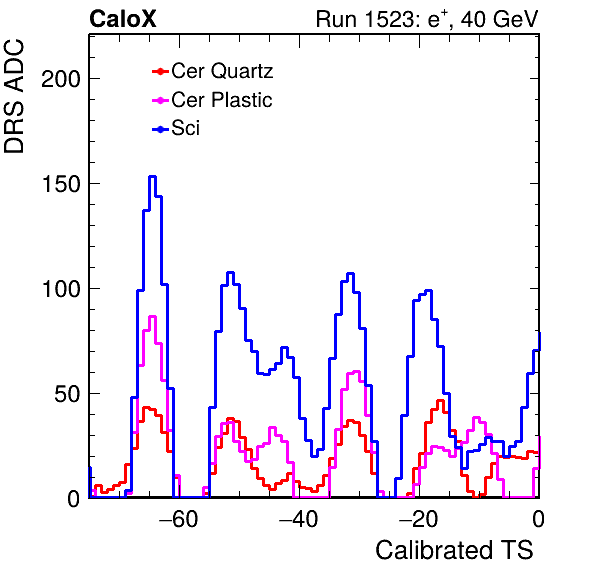 CaloX Run 1523: e⁺, 40 GeV
DRS ADC
Cer Quartz
Cer Plastic
Sci
200
150
100
50
0
−60 −40 −20 0
Calibrated TS